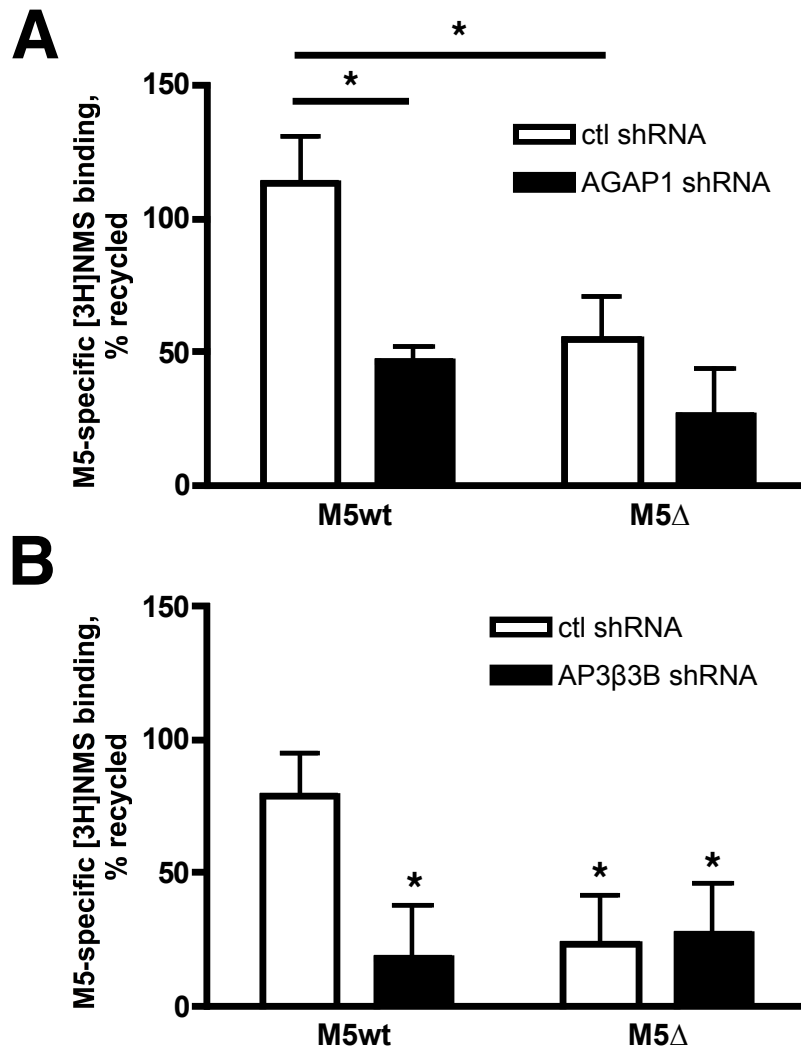 A
*
*
M5-specific [3H]NMS binding,
% recycled
150
100
50
0
ctl shRNA
AGAP1 shRNA
M5wt
M5Δ
B
M5-specific [3H]NMS binding,
% recycled
150
100
50
0
ctl shRNA
AP3β3B shRNA
*
*
*
M5wt
M5Δ